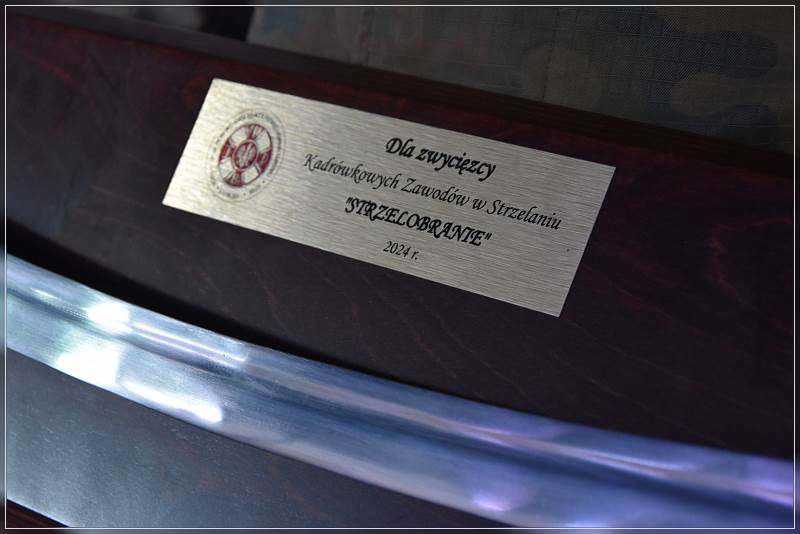 Dla zwycięzcy
Kadrówkowych Zawodów w Strzelaniu
"STRZELOBRANIE"
2024 r.